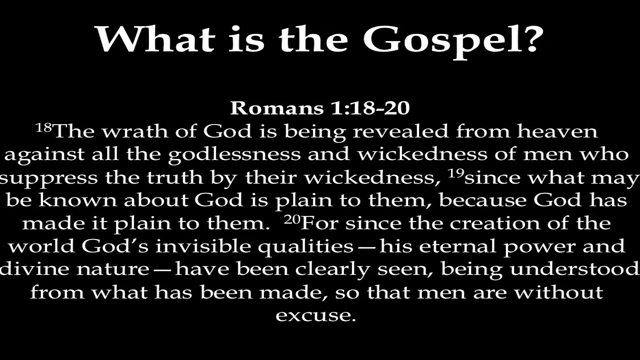 What is the Gospel?
Romans 1:18-20
¹⁸The wrath of God is being revealed from heaven
against all the godlessness and wickedness of men who
suppress the truth by their wickedness, ¹⁹since what may
be known about God is plain to them, because God has
made it plain to them. ²⁰For since the creation of the
world God’s invisible qualities—his eternal power and
divine nature—have been clearly seen, being understood
from what has been made, so that men are without
excuse.